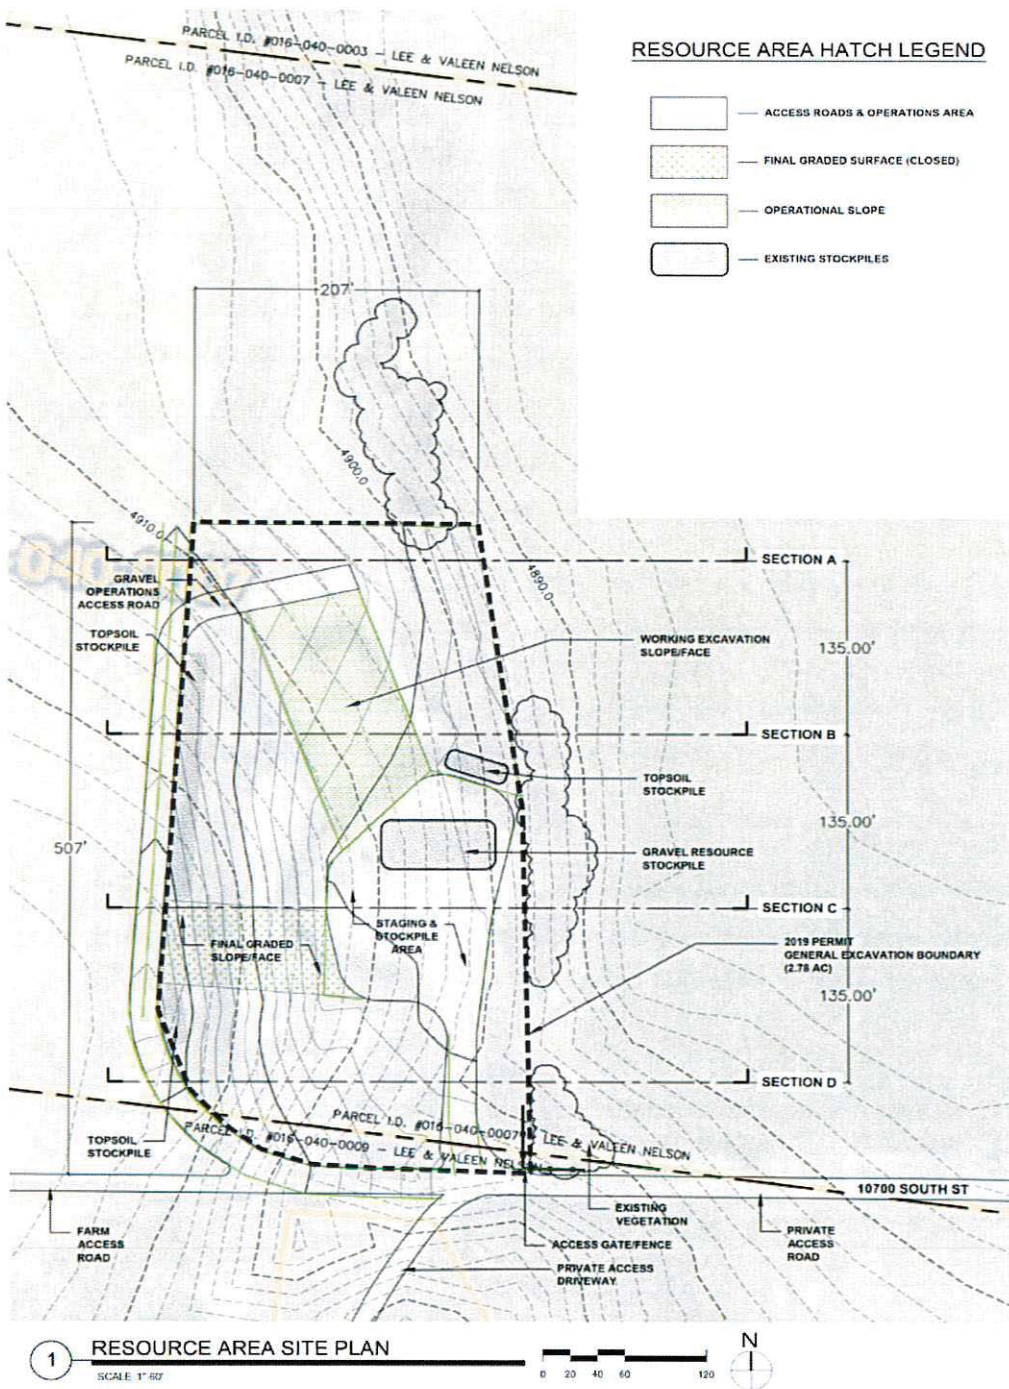 PARCEL I.D. #016-040-0003 - LEE & VALEEN NELSON
PARCEL I.D. #016-040-0007 - LEE & VALEEN NELSON
RESOURCE AREA HATCH LEGEND
ACCESS ROADS & OPERATIONS AREA
FINAL GRADED SURFACE (CLOSED)
OPERATIONAL SLOPE
EXISTING STOCKPILES
207'
4900.0
4910.0
4890.0
SECTION A
GRAVEL
OPERATIONS
ACCESS ROAD
TOPSOIL
STOCKPILE
WORKING EXCAVATION
SLOPE/FACE
135.00'
SECTION B
TOPSOIL
STOCKPILE
135.00'
507'
GRAVEL RESOURCE
STOCKPILE
SECTION C
STAGING &
STOCKPILE
AREA
FINAL GRADED
SLOPE/FACE
2019 PERMIT
GENERAL EXCAVATION BOUNDARY
(2.78 AC)
135.00'
SECTION D
PARCEL I.D. #016-040-0007 - LEE & VALEEN NELSON
PARCEL I.D. #016-040-0009 - LEE & VALEEN NELSON
TOPSOIL
STOCKPILE
10700 SOUTH ST
FARM
ACCESS
ROAD
EXISTING
VEGETATION
ACCESS GATE/FENCE
PRIVATE ACCESS
DRIVEWAY
PRIVATE
ACCESS
ROAD
1
RESOURCE AREA SITE PLAN
SCALE 1" 60'
0 20 40 60 120
N